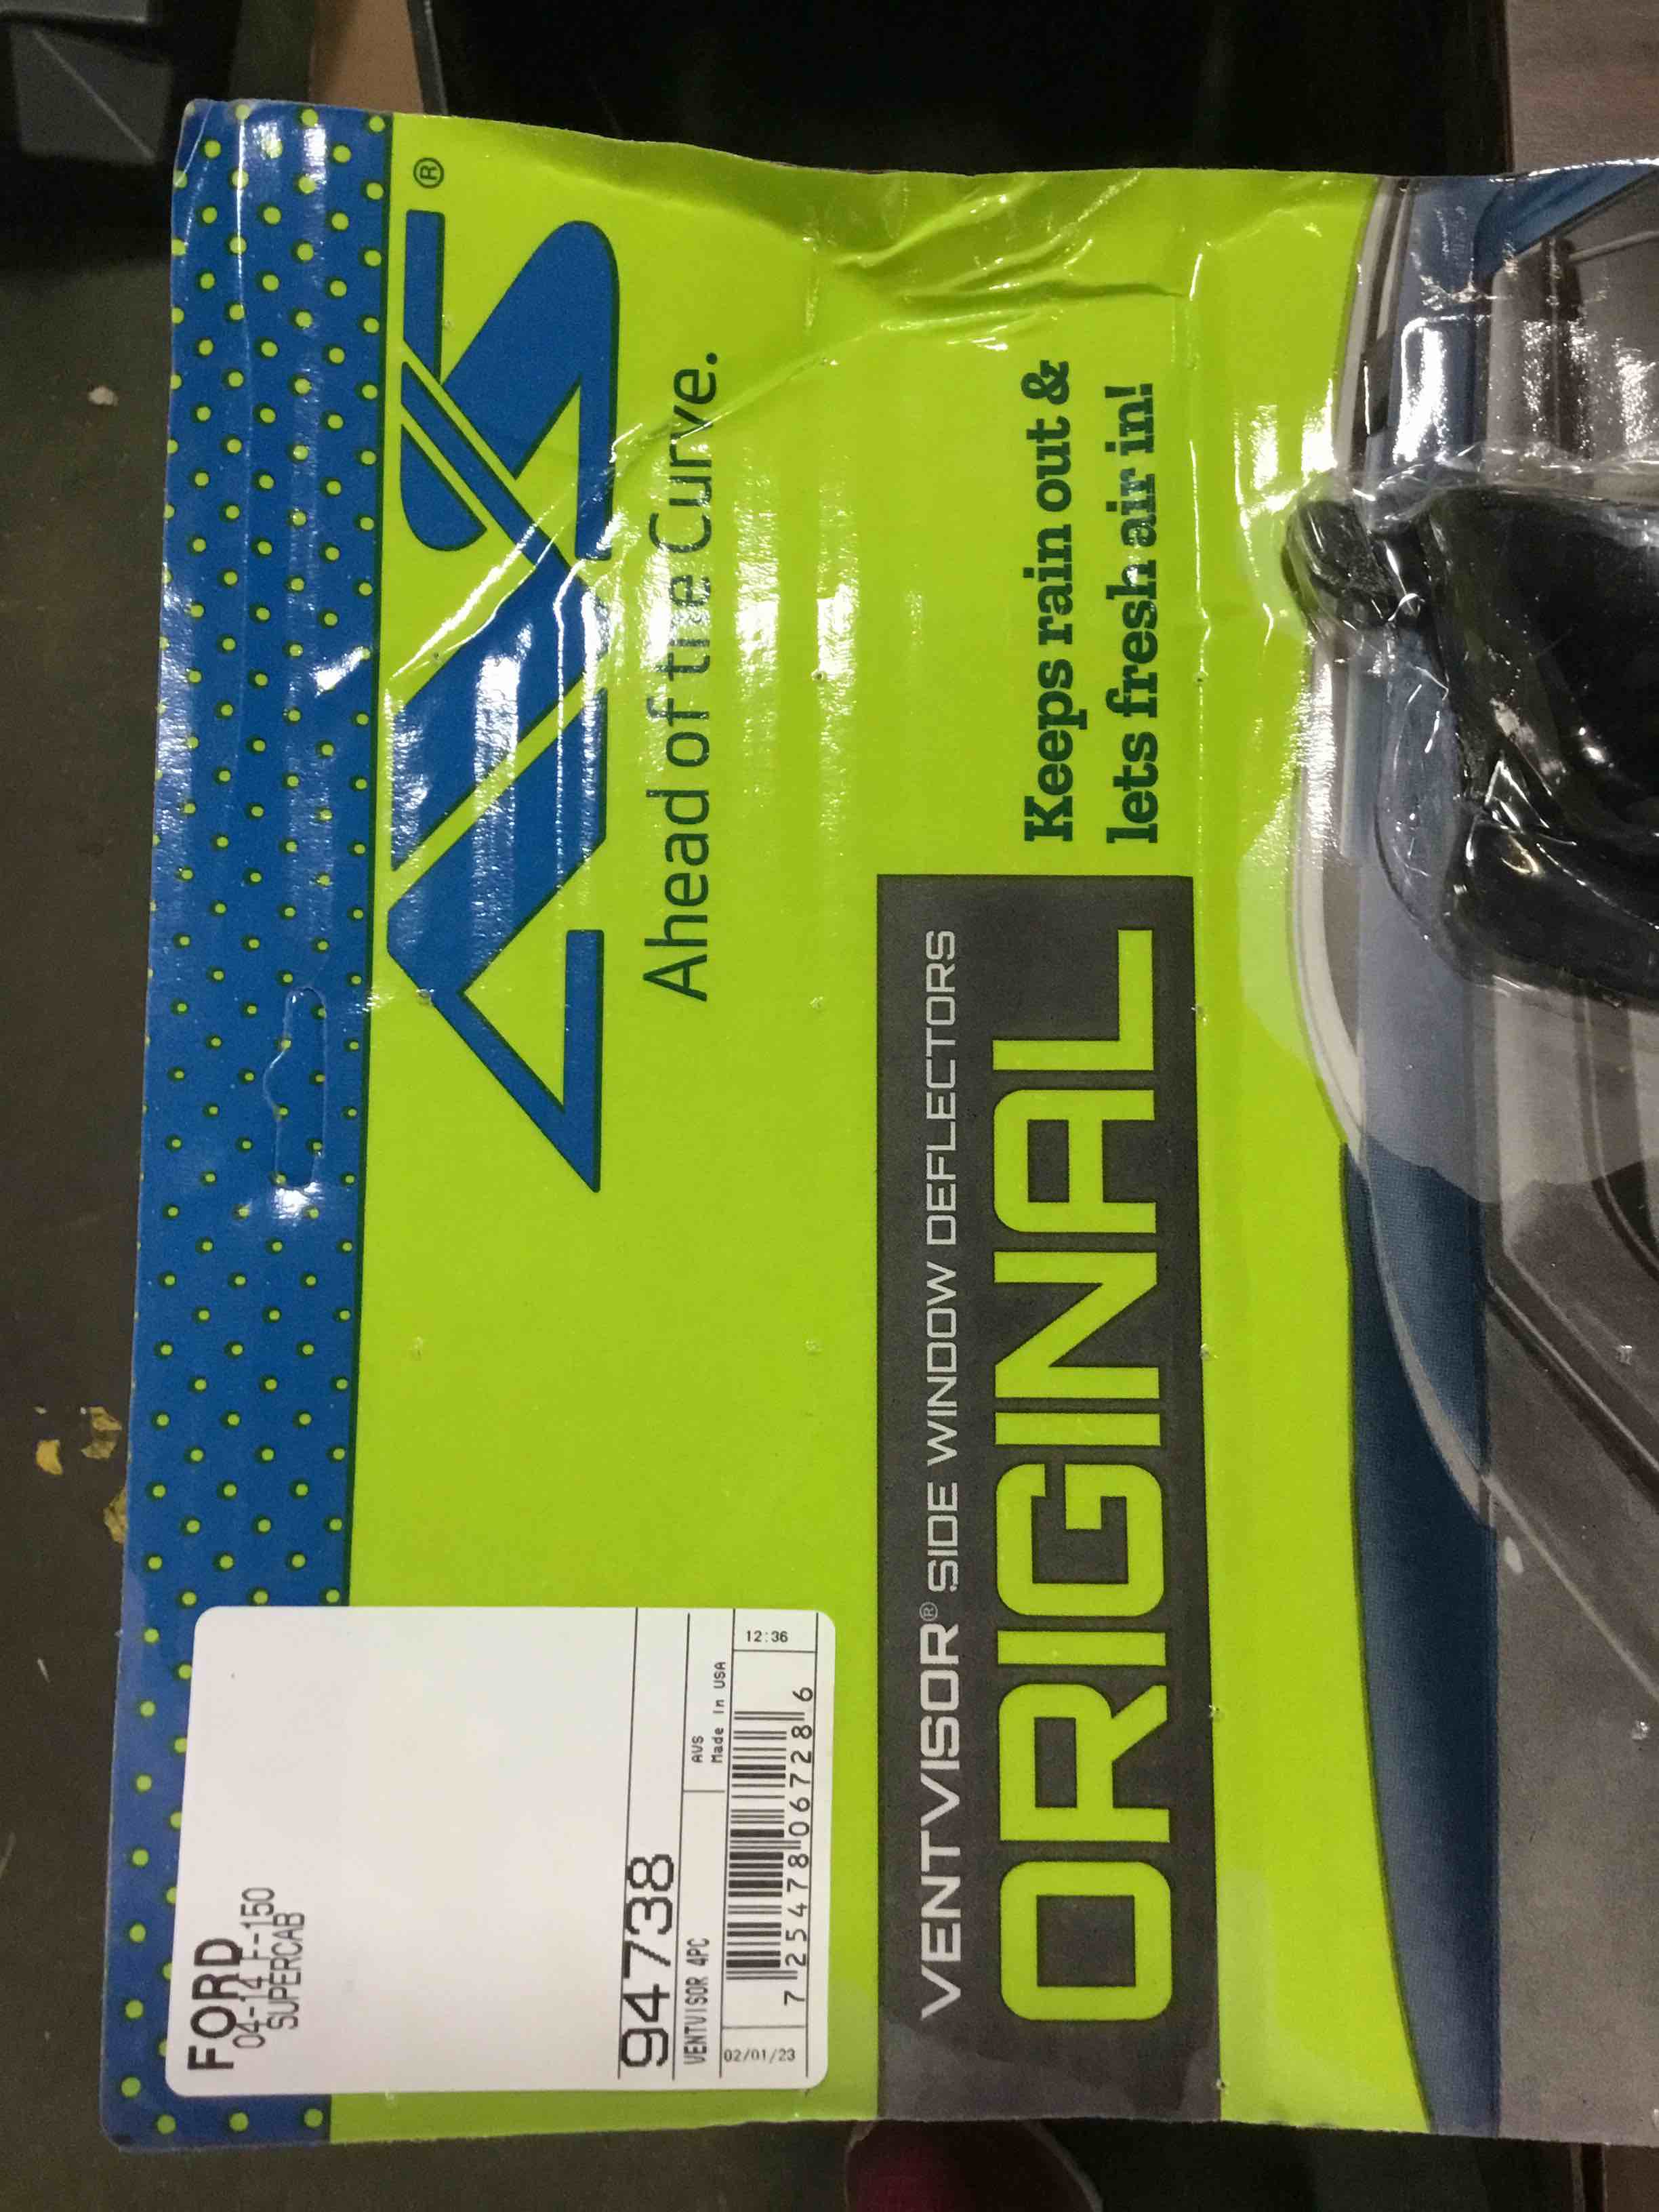 AVS®
Ahead of the Curve.
VENTVISOR® SIDE WINDOW DEFLECTORS
ORIGINAL
Keeps rain out &
lets fresh air in!
FORD
04-14 F-150
SUPERCAB
94738
VENTVISOR 4PC
AVS
Made In USA
02/01/23
12:36
7 25478 06728 6